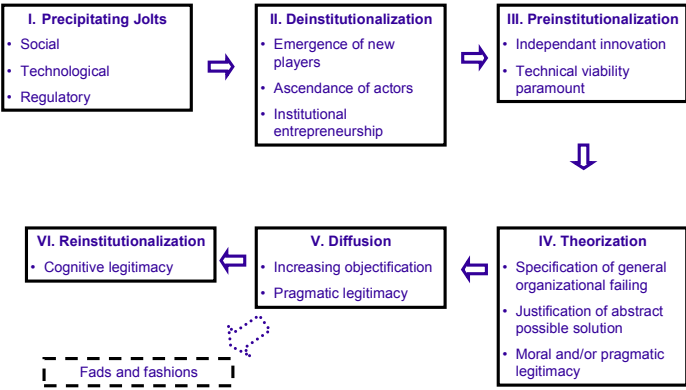 I. Precipitating Jolts
• Social
• Technological
• Regulatory
II. Deinstitutionalization
• Emergence of new
players
• Ascendance of actors
• Institutional
entrepreneurship
III. Preinstitutionalization
• Independant innovation
• Technical viability
paramount
IV. Theorization
• Specification of general
organizational failing
• Justification of abstract
possible solution
• Moral and/or pragmatic
legitimacy
V. Diffusion
• Increasing objectification
• Pragmatic legitimacy
VI. Reinstitutionalization
• Cognitive legitimacy
Fads and fashions